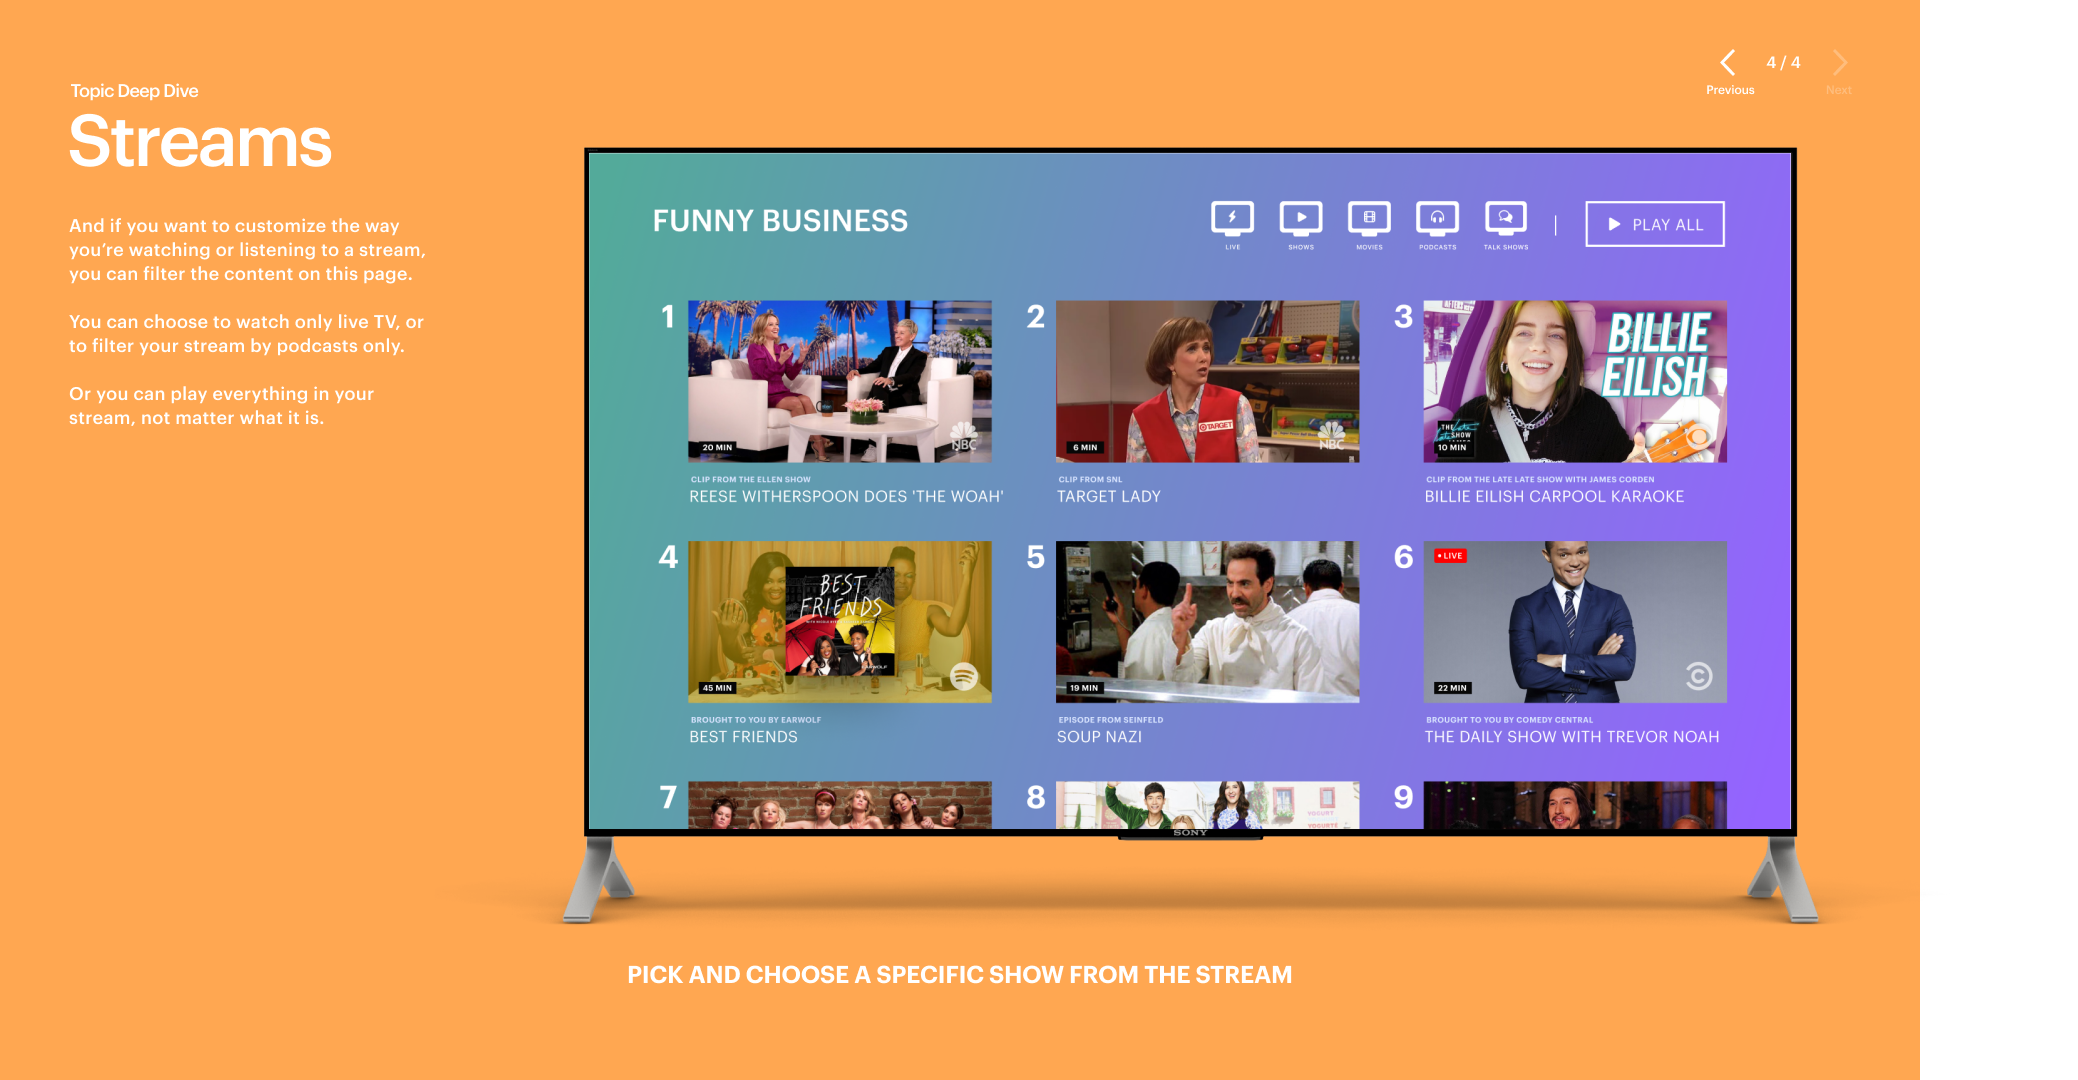 Topic Deep Dive
Streams
4 / 4
Previous
Next
And if you want to customize the way
you're watching or listening to a stream,
you can filter the content on this page.
You can choose to watch only live TV, or
to filter your stream by podcasts only.
Or you can play everything in your
stream, not matter what it is.
FUNNY BUSINESS
LIVE
SHOWS
MOVIES
PODCASTS
TALK SHOWS
PLAY ALL
1
20 MIN
NBC
CLIP FROM THE ELLEN SHOW
REESE WITHERSPOON DOES 'THE WOAH'
2
TARGET
6 MIN
NBC
CLIP FROM SNL
TARGET LADY
3
BILLIE
EILISH
THE
late
late SHOW
10 MIN
CLIP FROM THE LATE LATE SHOW WITH JAMES CORDEN
BILLIE EILISH CARPOOL KARAOKE
4
BEST
FRIENDS
EARWOLF
45 MIN
BROUGHT TO YOU BY EARWOLF
BEST FRIENDS
5
19 MIN
EPISODE FROM SEINFELD
SOUP NAZI
6
LIVE
22 MIN
BROUGHT TO YOU BY COMEDY CENTRAL
THE DAILY SHOW WITH TREVOR NOAH
7
8
YOGURT
YOGURT
9
SONY
PICK AND CHOOSE A SPECIFIC SHOW FROM THE STREAM